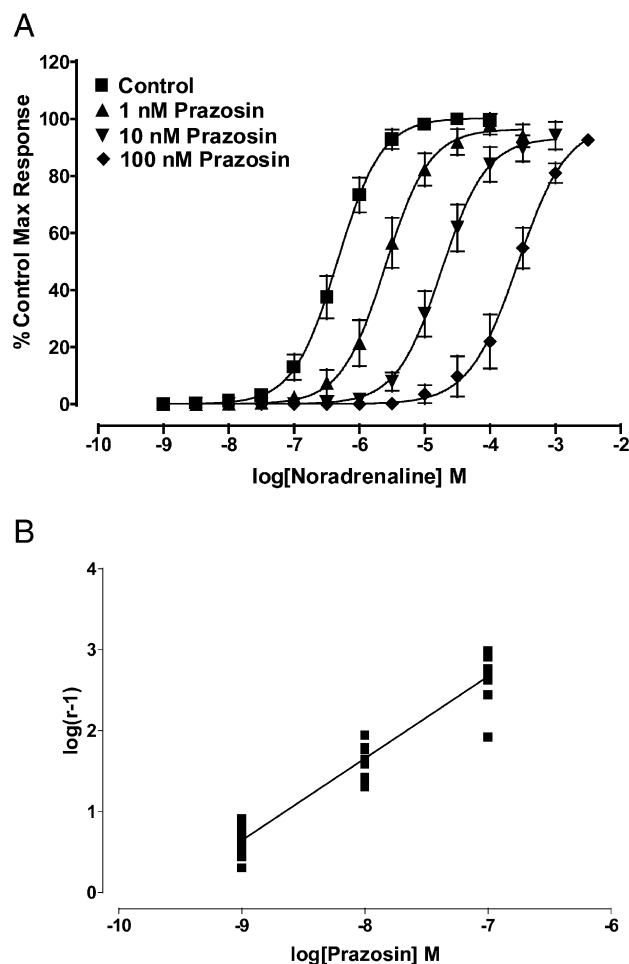 A
120
100
80
60
40
20
0
% Control Max Response
Control
1 nM Prazosin
10 nM Prazosin
100 nM Prazosin
-10 -9 -8 -7 -6 -5 -4 -3 -2
log[Noradrenaline] M
B
4
3
2
1
0
log(r-1)
-10 -9 -8 -7 -6
log[Prazosin] M